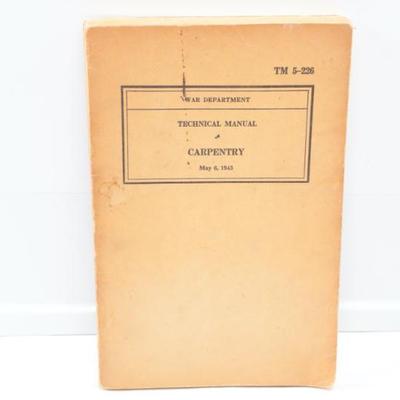 TM 5-226
WAR DEPARTMENT
TECHNICAL MANUAL
CARPENTRY
May 6, 1943